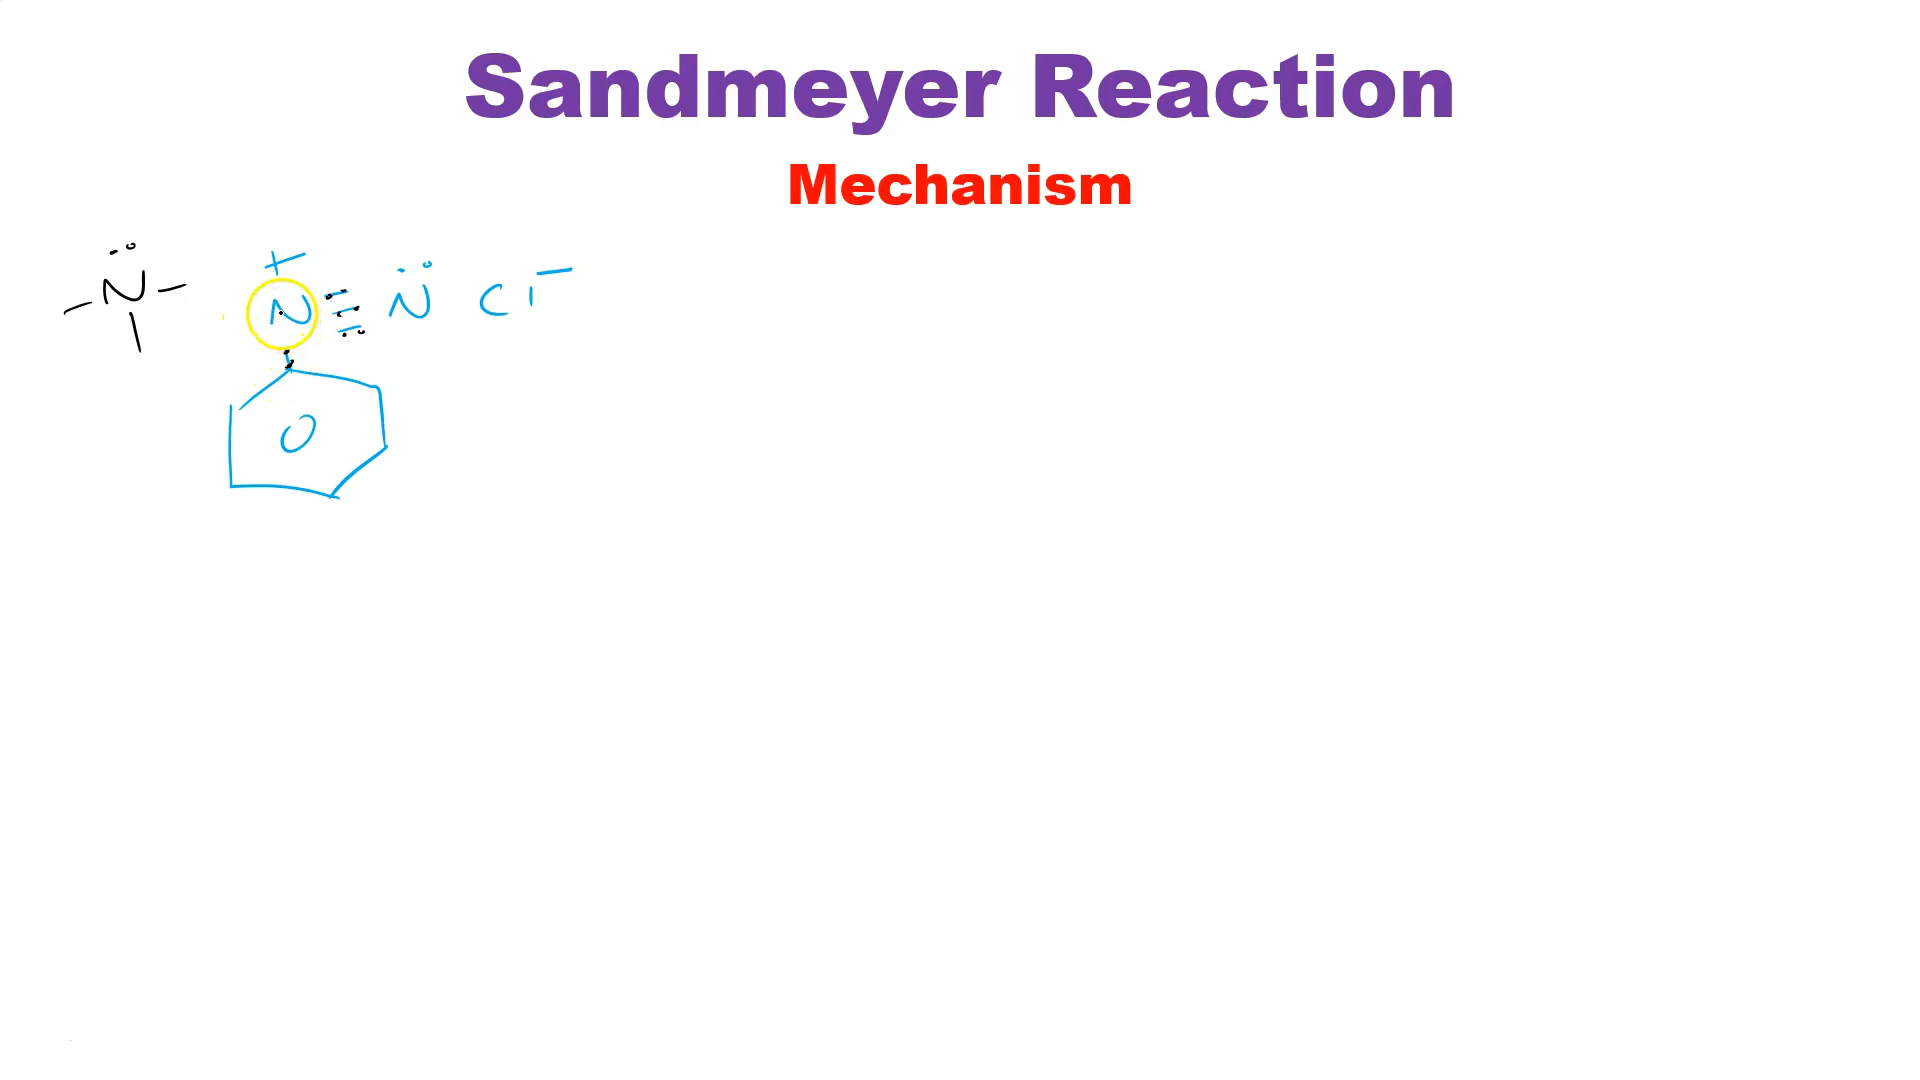 Sandmeyer Reaction
Mechanism
N N+ ≡ N Cl−